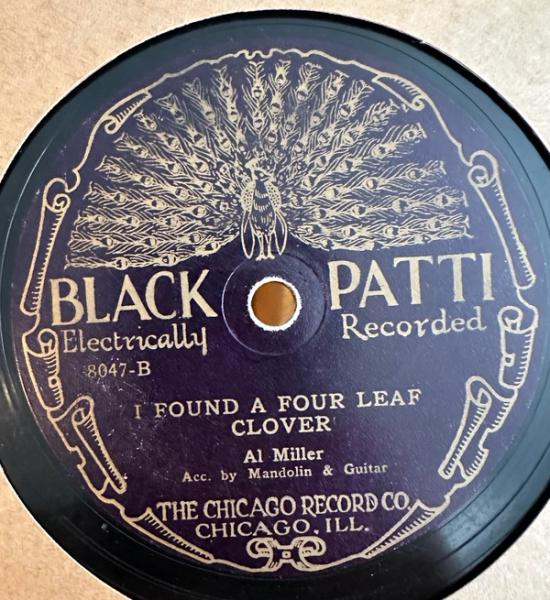 BLACK PATTI
Electrically Recorded
8047-B
I FOUND A FOUR LEAF
CLOVER
Al Miller
Acc. by Mandolin & Guitar
THE CHICAGO RECORD CO.
CHICAGO, ILL.